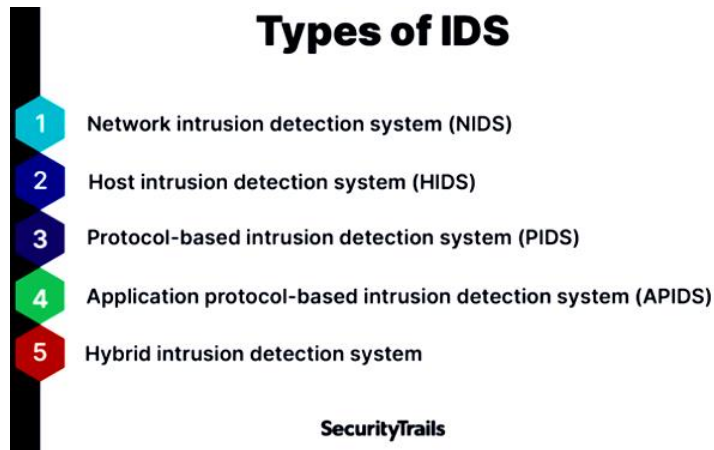 Types of IDS
1 Network intrusion detection system (NIDS)
2 Host intrusion detection system (HIDS)
3 Protocol-based intrusion detection system (PIDS)
4 Application protocol-based intrusion detection system (APIDS)
5 Hybrid intrusion detection system
SecurityTrails